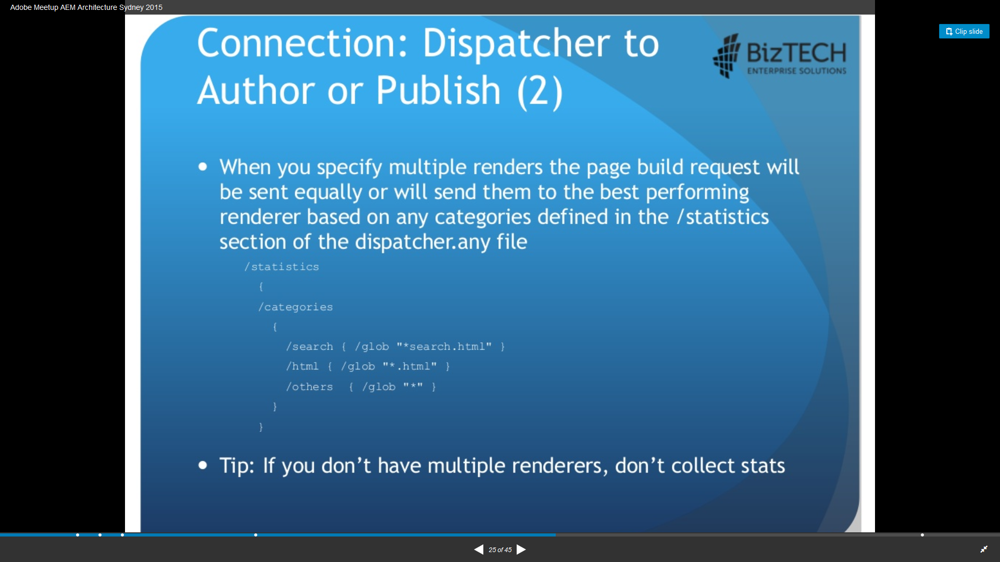 Adobe Meetup AEM Architecture Sydney 2015
Clip slide
Connection: Dispatcher to
Author or Publish (2)
BizTECH
ENTERPRISE SOLUTIONS
• When you specify multiple renders the page build request will
be sent equally or will send them to the best performing
renderer based on any categories defined in the /statistics
section of the dispatcher.any file
/statistics
{
/categories
{
/search { /glob "*search.html" }
/html { /glob "*.html" }
/others { /glob "*" }
}
}
• Tip: If you don’t have multiple renderers, don’t collect stats
25 of 45